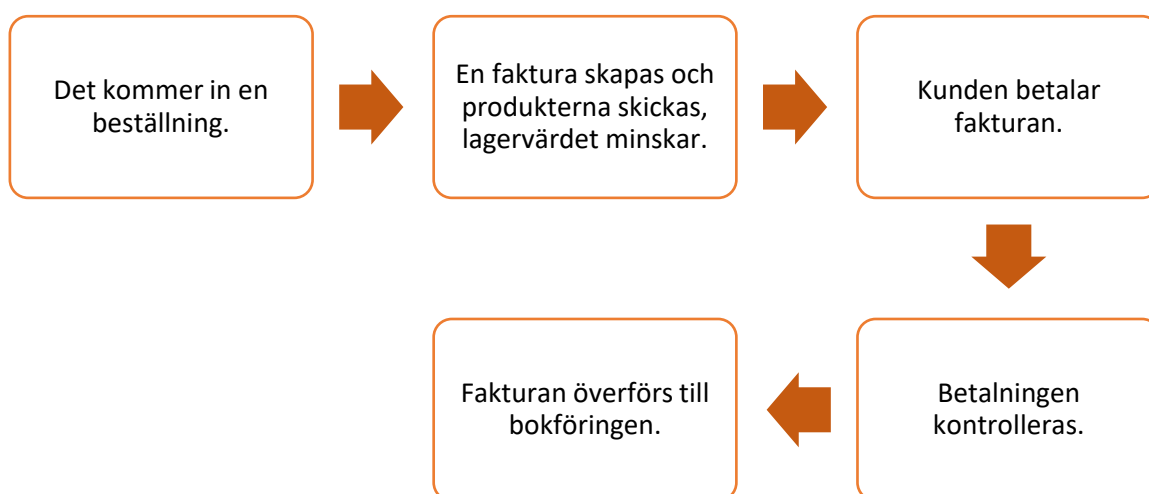 Det kommer in en
beställning.
En faktura skapas och
produkterna skickas,
lagervärdet minskar.
Kunden betalar
fakturan.
Betalningen
kontrolleras.
Fakturan överförs till
bokföringen.